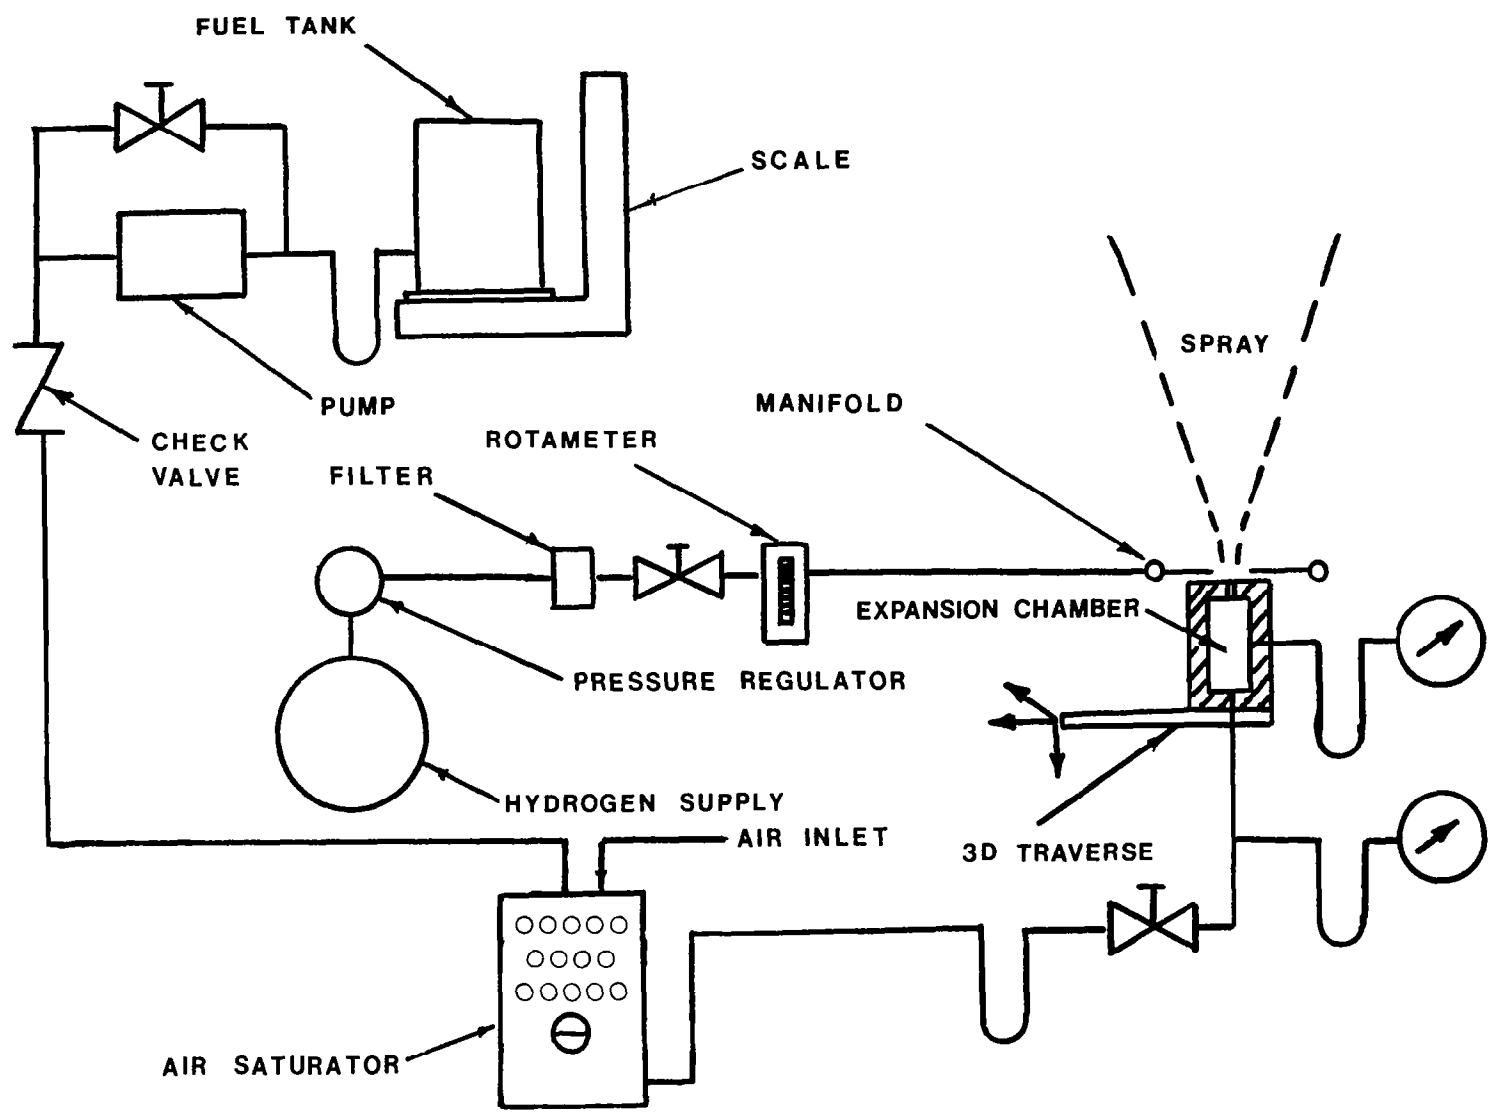 FUEL TANK
SCALE
SPRAY
PUMP
MANIFOLD
CHECK
VALVE
ROTAMETER
FILTER
EXPANSION CHAMBER
PRESSURE REGULATOR
HYDROGEN SUPPLY
AIR INLET
3D TRAVERSE
AIR SATURATOR